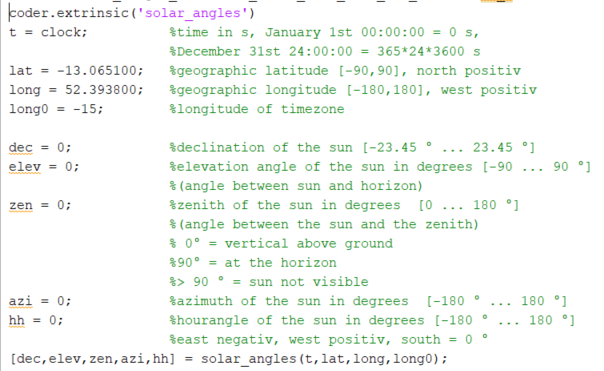 coder.extrinsic('solar_angles')
t = clock; %time in s, January 1st 00:00:00 = 0 s,
%December 31st 24:00:00 = 365*24*3600 s
lat = -13.065100; %geographic latitude [-90,90], north positiv
long = 52.393800; %geographic longitude [-180,180], west positiv
long0 = -15; %longitude of timezone
dec = 0; %declination of the sun [-23.45 ° ... 23.45 °]
elev = 0; %elevation angle of the sun in degrees [-90 ... 90 °]
%(angle between sun and horizon)
zen = 0; %zenith of the sun in degrees [0 ... 180 °]
%(angle between the sun and the zenith)
% 0° = vertical above ground
%90° = at the horizon
%> 90 ° = sun not visible
azi = 0; %azimuth of the sun in degrees [-180 ° ... 180 °]
hh = 0; %hourangle of the sun in degrees [-180 ° ... 180 °]
%east negativ, west positiv, south = 0 °
[dec,elev,zen,azi,hh] = solar_angles(t,lat,long,long0);